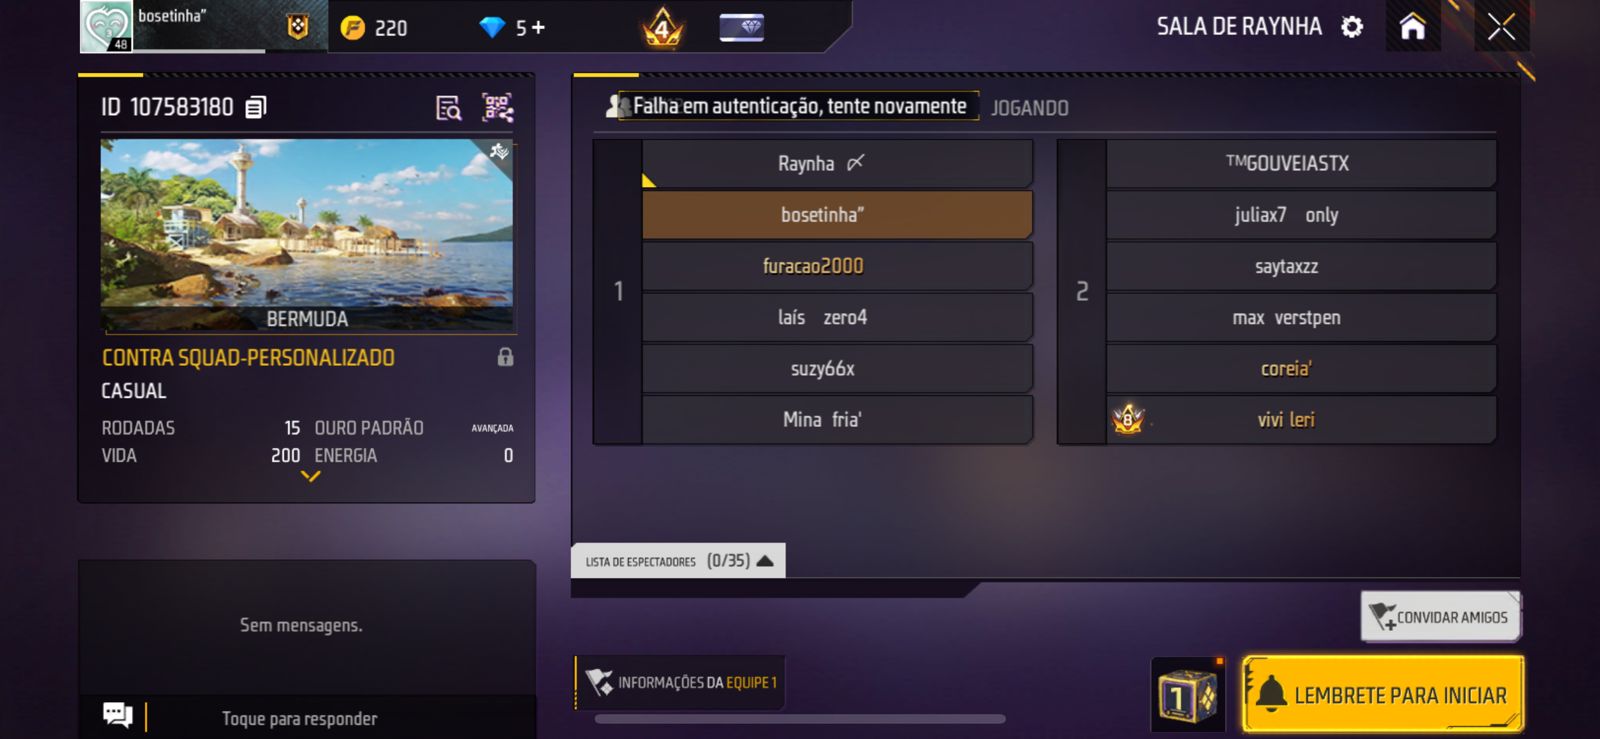 bosetinha”
48
220
5+
4
SALA DE RAYNHA
ID 107583180
Falha em autenticação, tente novamente
JOGANDO
BERMUDA
CONTRA SQUAD-PERSONALIZADO
CASUAL
RODADAS 15 OURO PADRÃO AVANÇADA
VIDA 200 ENERGIA 0
1
Raynha 〆
bosetinha”
furacao2000
laís zero4
suzy66x
Mina fria'
2
™GOUVEIASTX
juliax7 only
saytaxzz
max verstpen
coreia'
8 vivi leri
LISTA DE ESPECTADORES (0/35)
Sem mensagens.
Toque para responder
CONVIDAR AMIGOS
INFORMAÇÕES DA EQUIPE 1
1
LEMBRETE PARA INICIAR